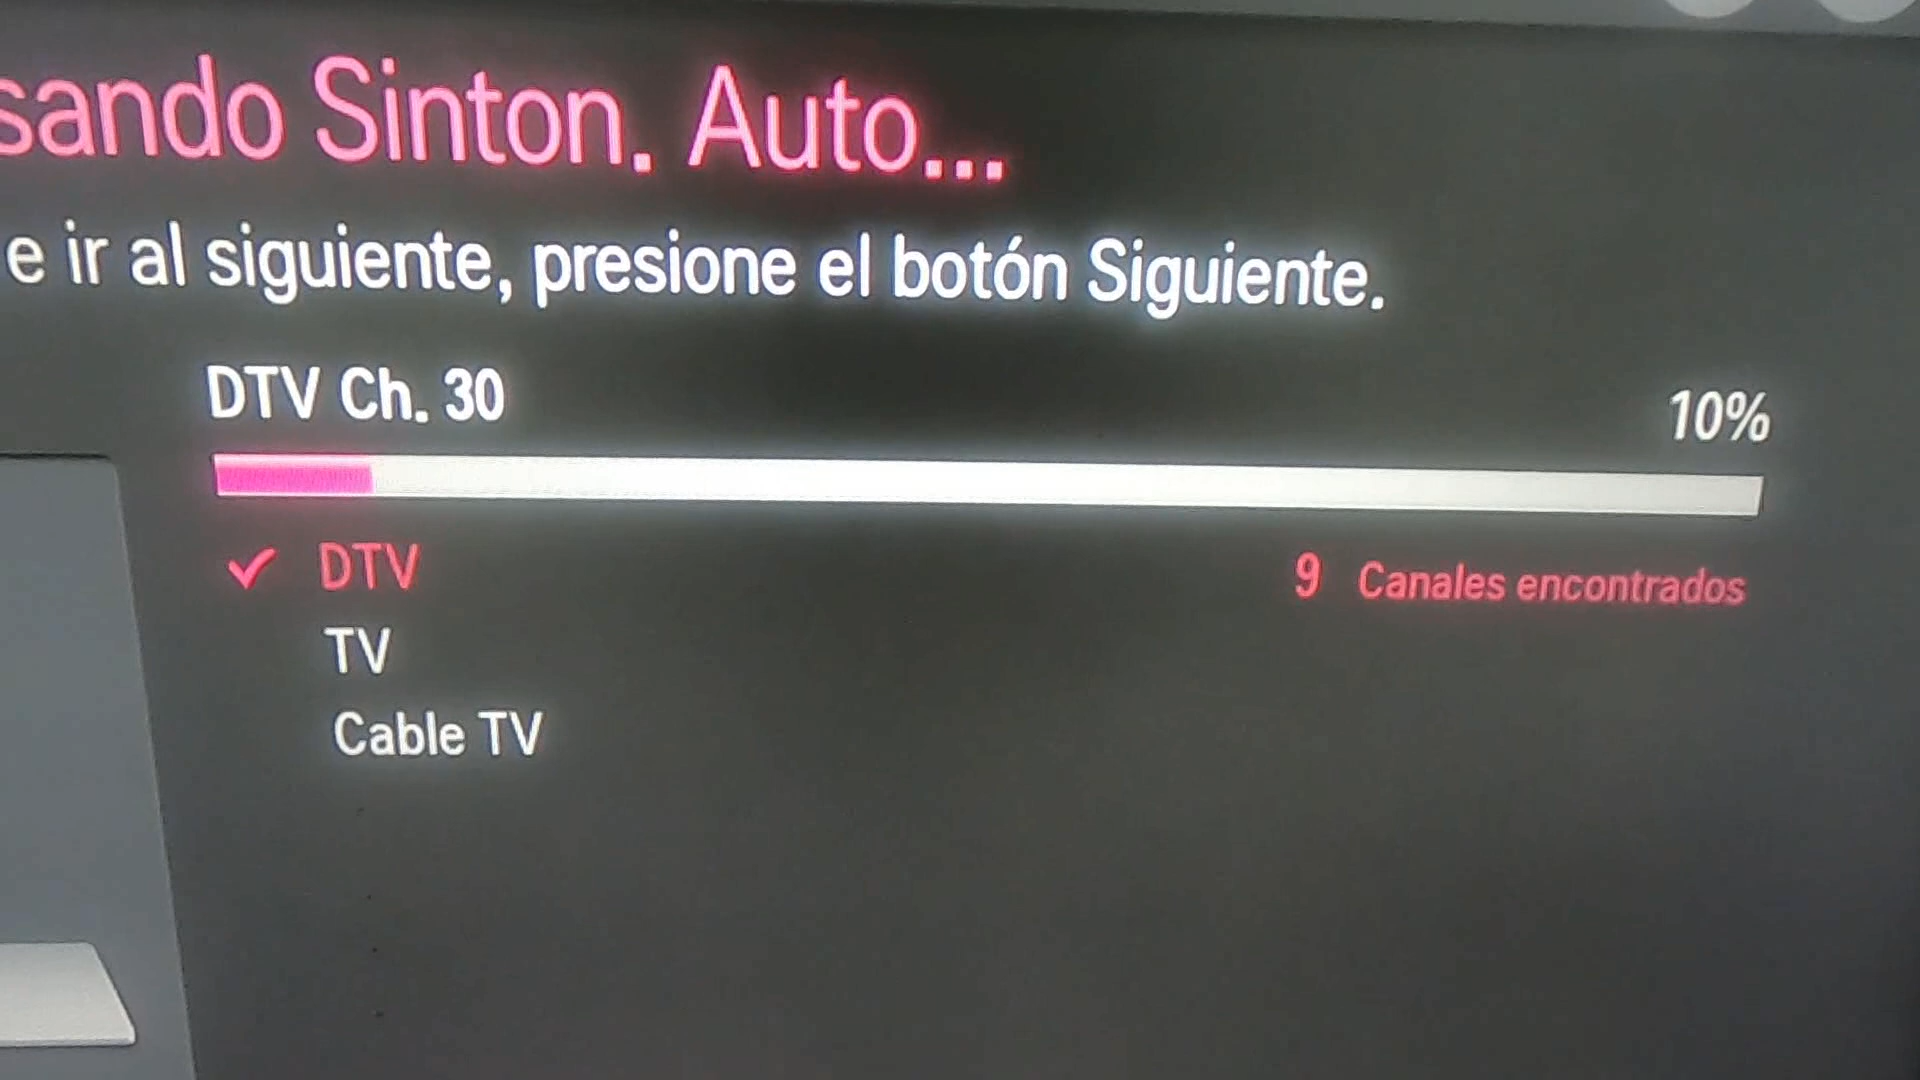 sando Sinton. Auto...
e ir al siguiente, presione el botón Siguiente.
DTV Ch. 30
10%
✓ DTV
9 Canales encontrados
TV
Cable TV